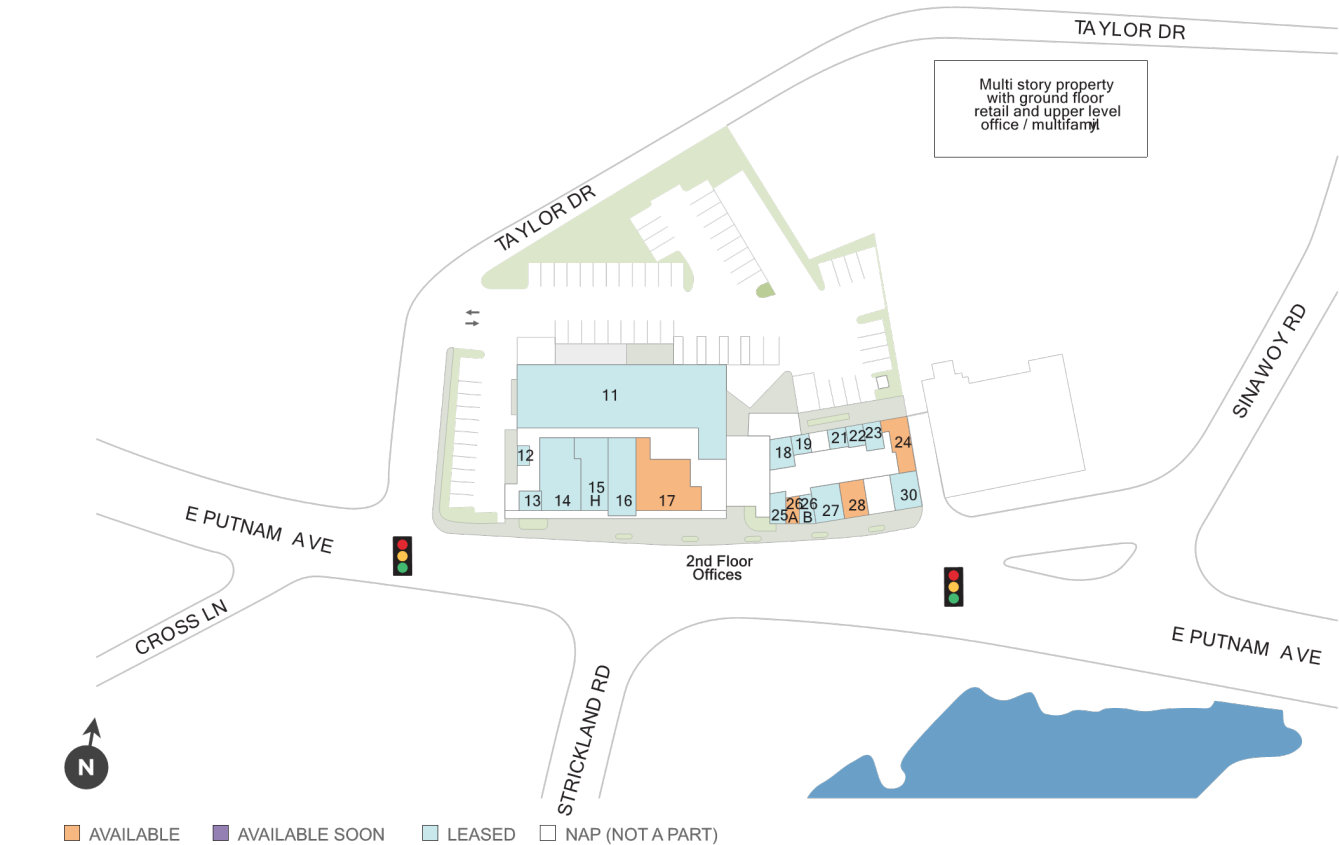 TAYLOR DR
Multi story property
with ground floor
retail and upper level
office / multifamily.
TAYLOR DR
SINAWOY RD
11
12
13
14
15
H
16
17
18
19
21
22
23
24
25
26
A
26
B
27
28
30
E PUTNAM AVE
2nd Floor
Offices
CROSS LN
E PUTNAM AVE
STRICKLAND RD
N
AVAILABLE
AVAILABLE SOON
LEASED
NAP (NOT A PART)